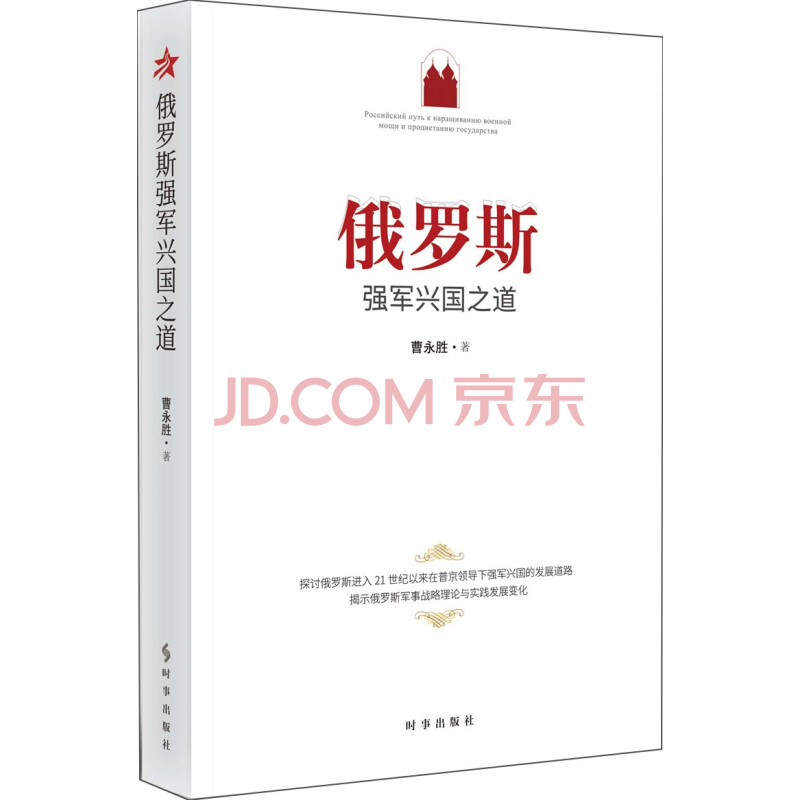 俄罗斯强军兴国之道
曹永胜·著
时事出版社
Российский путь к наращиванию военной
мощи и процветанию государства
俄罗斯
强军兴国之道
曹永胜·著
JD.COM 京东
探讨俄罗斯进入 21 世纪以来在普京领导下强军兴国的发展道路
揭示俄罗斯军事战略理论与实践发展变化
时事出版社